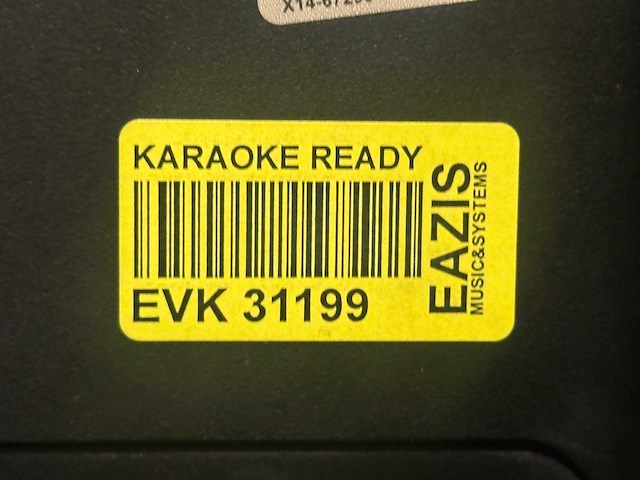 KARAOKE READY
EVK 31199
EAZIS
MUSIC&SYSTEMS